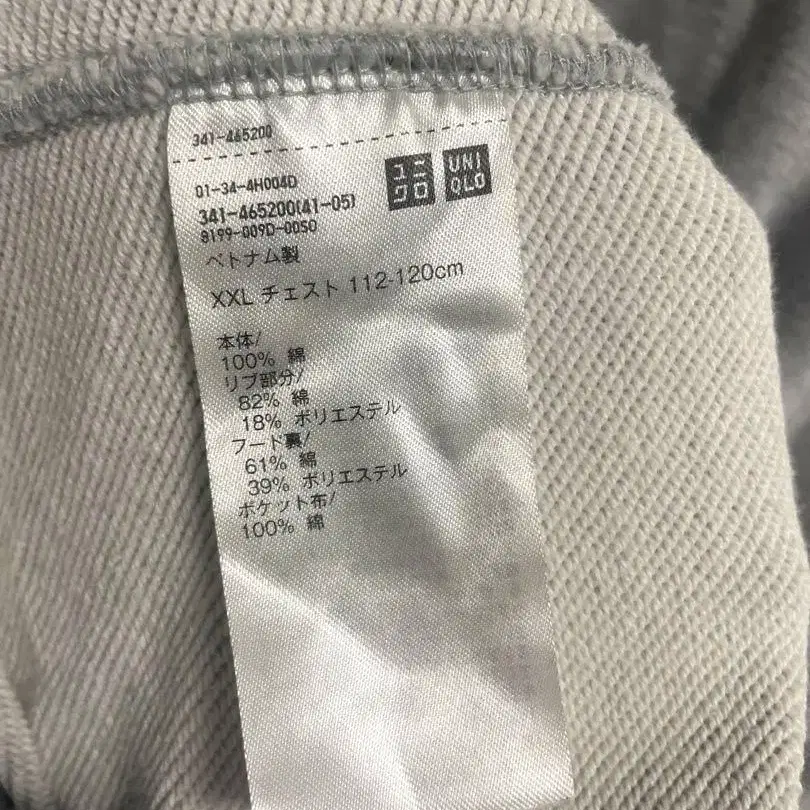 341-465200
01-34-4H004D
341-465200(41-05)
8199-009D-00SO
ユニクロ
UNIQLO
ベトナム製
XXL チェスト 112-120cm
本体/
100% 綿
リブ部分/
82% 綿
18% ポリエステル
フード裏/
61% 綿
39% ポリエステル
ポケット布/
100% 綿